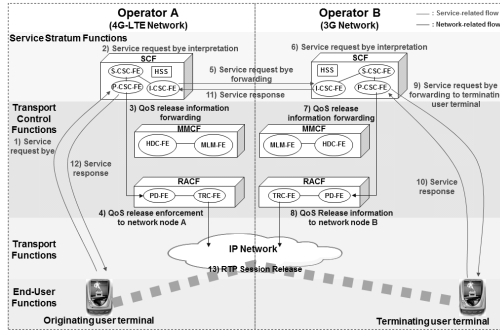 Operator A
(4G-LTE Network)
Operator B
(3G Network)
: Service-related flow
: Network-related flow
Service Stratum Functions
2) Service request bye interpretation
6) Service request bye interpretation
SCF
S-CSC-FE
HSS
P-CSC-FE
I-CSC-FE
5) Service request bye
forwarding
11) Service response
SCF
HSS
S-CSC-FE
I-CSC-FE
P-CSC-FE
9) Service request bye
forwarding to terminatin
user terminal
Transport
Control
Functions
1) Service
request bye
12) Service
response
3) QoS release information
forwarding
MMCF
HDC-FE
MLM-FE
7) QoS release
information forwarding
MMCF
MLM-FE
HDC-FE
10) Service
response
RACF
PD-FE
TRC-FE
RACF
TRC-FE
PD-FE
4) QoS release enforcement
to network node A
8) QoS Release information
to network node B
Transport
Functions
IP Network
13) RTP Session Release
End-User
Functions
Originating user terminal
Terminating user terminal